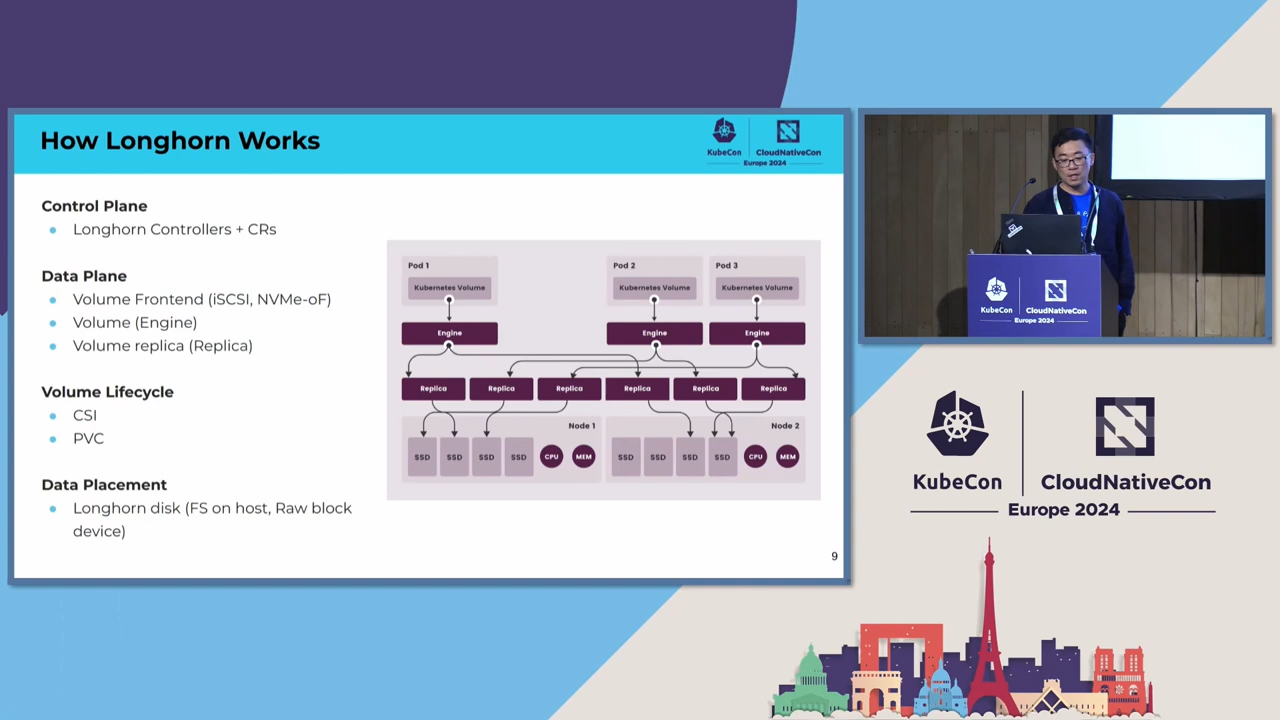 How Longhorn Works
KubeCon
CloudNativeCon
Europe 2024
Control Plane
Longhorn Controllers + CRs
Data Plane
Volume Frontend (iSCSI, NVMe-oF)
Volume (Engine)
Volume replica (Replica)
Volume Lifecycle
CSI
PVC
Data Placement
Longhorn disk (FS on host, Raw block
device)
Pod 1
Kubernetes Volume
Pod 2
Kubernetes Volume
Pod 3
Kubernetes Volume
Engine
Engine
Engine
Replica
Replica
Replica
Replica
Replica
Replica
Node 1
SSD
SSD
SSD
SSD
CPU
MEM
Node 2
SSD
SSD
SSD
SSD
CPU
MEM
9
KubeCon
CloudNativeCon
Europe 2024
KubeCon
CloudNativeCon
Europe 2024